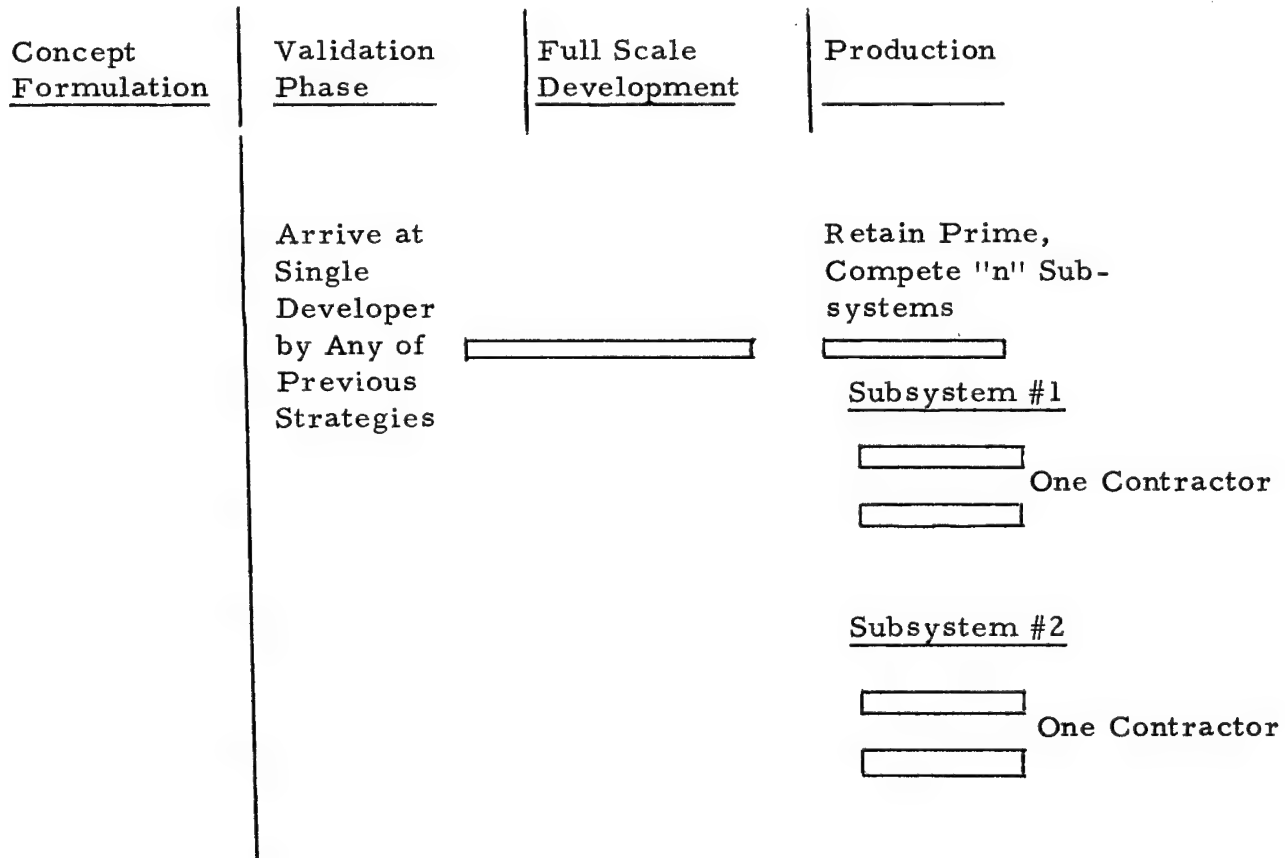 Concept
Formulation
Validation
Phase
Full Scale
Development
Production
Arrive at
Single
Developer
by Any of
Previous
Strategies
Retain Prime,
Compete "n" Sub-
systems
Subsystem #1
One Contractor
Subsystem #2
One Contractor